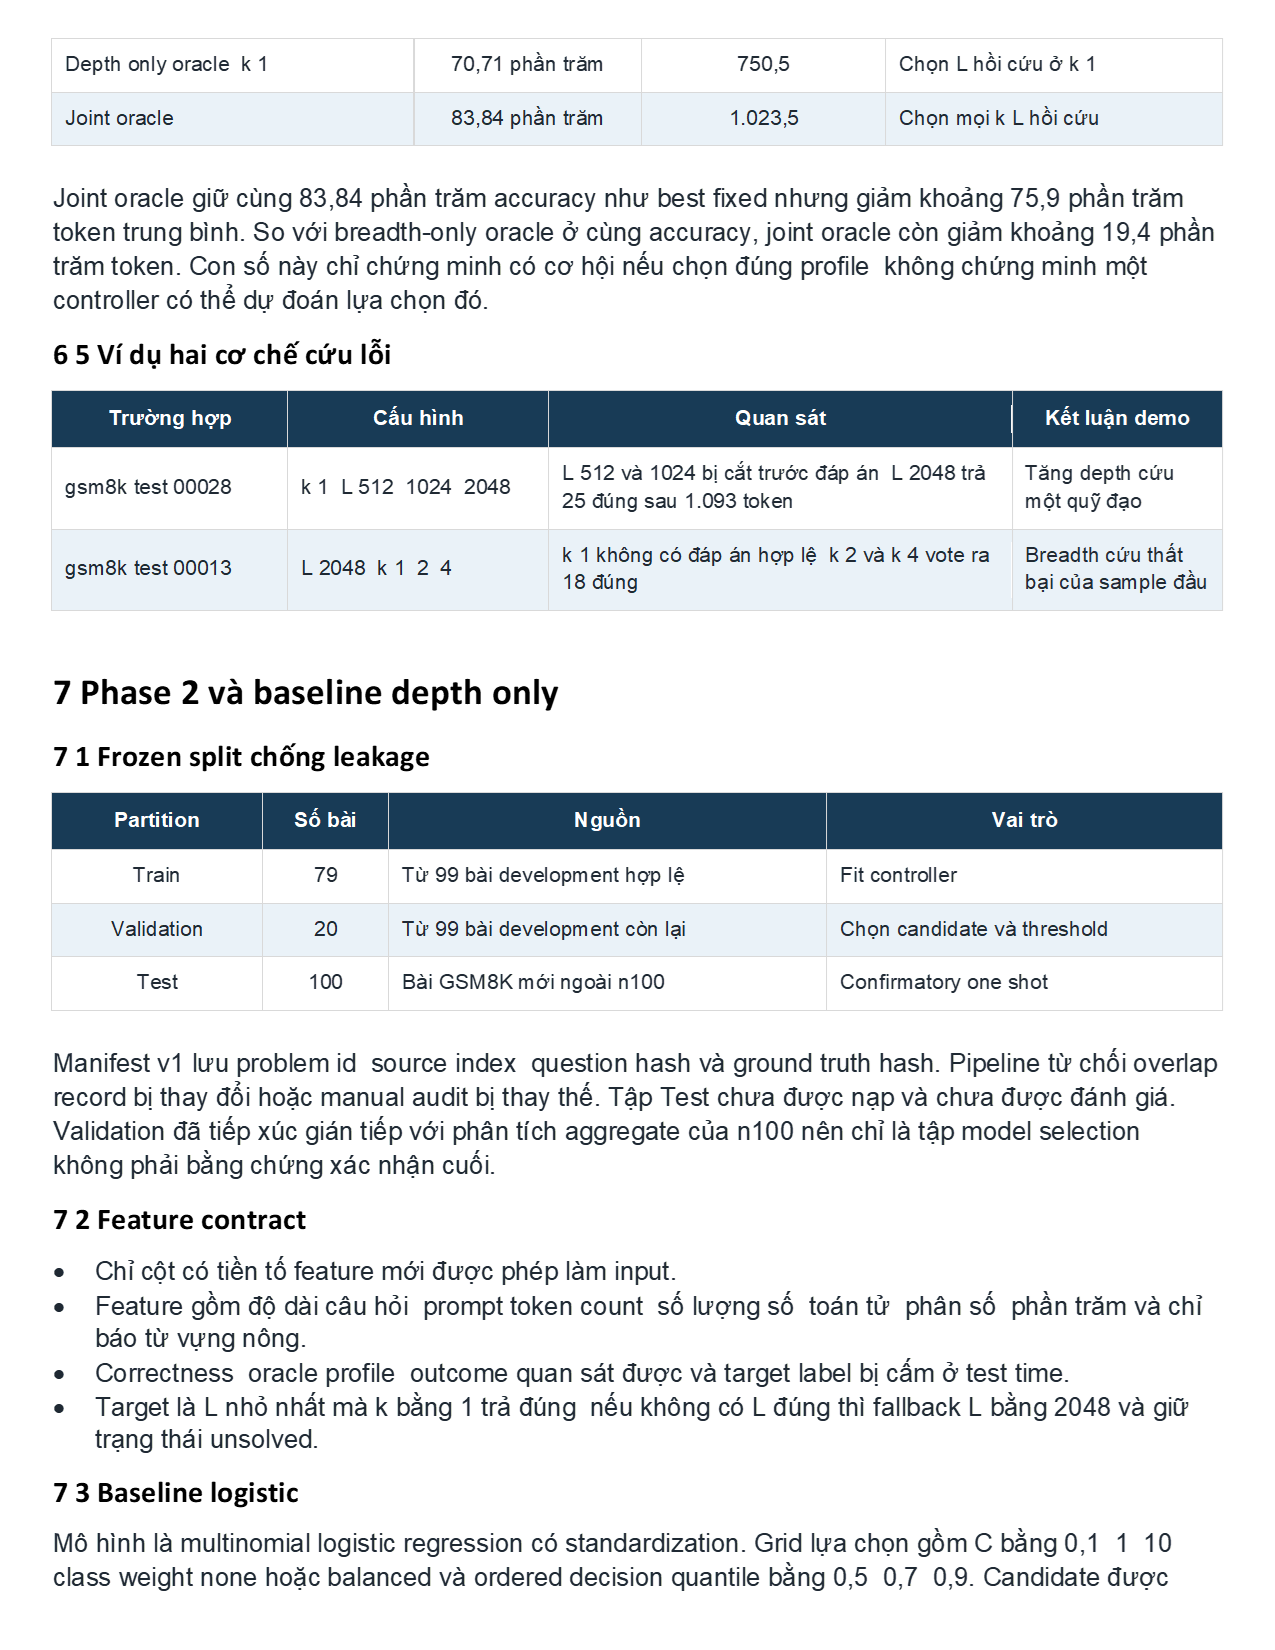 Depth only oracle  k 1 70,71 phần trăm 750,5 Chọn L hồi cứu ở k 1
Joint oracle 83,84 phần trăm 1.023,5 Chọn mọi k L hồi cứu
Joint oracle giữ cùng 83,84 phần trăm accuracy như best fixed nhưng giảm khoảng 75,9 phần trăm
token trung bình. So với breadth-only oracle ở cùng accuracy, joint oracle còn giảm khoảng 19,4 phần
trăm token. Con số này chỉ chứng minh có cơ hội nếu chọn đúng profile  không chứng minh một
controller có thể dự đoán lựa chọn đó.
6 5 Ví dụ hai cơ chế cứu lỗi
Trường hợp Cấu hình Quan sát Kết luận demo
gsm8k test 00028 k 1  L 512  1024  2048 L 512 và 1024 bị cắt trước đáp án  L 2048 trả
25 đúng sau 1.093 token Tăng depth cứu
một quỹ đạo
gsm8k test 00013 L 2048  k 1  2  4 k 1 không có đáp án hợp lệ  k 2 và k 4 vote ra
18 đúng Breadth cứu thất
bại của sample đầu
7 Phase 2 và baseline depth only
7 1 Frozen split chống leakage
Partition Số bài Nguồn Vai trò
Train 79 Từ 99 bài development hợp lệ Fit controller
Validation 20 Từ 99 bài development còn lại Chọn candidate và threshold
Test 100 Bài GSM8K mới ngoài n100 Confirmatory one shot
Manifest v1 lưu problem id  source index  question hash và ground truth hash. Pipeline từ chối overlap
record bị thay đổi hoặc manual audit bị thay thế. Tập Test chưa được nạp và chưa được đánh giá.
Validation đã tiếp xúc gián tiếp với phân tích aggregate của n100 nên chỉ là tập model selection
không phải bằng chứng xác nhận cuối.
7 2 Feature contract
• Chỉ cột có tiền tố feature mới được phép làm input.
• Feature gồm độ dài câu hỏi  prompt token count  số lượng số  toán tử  phân số  phần trăm và chỉ
báo từ vựng nông.
• Correctness  oracle profile  outcome quan sát được và target label bị cấm ở test time.
• Target là L nhỏ nhất mà k bằng 1 trả đúng  nếu không có L đúng thì fallback L bằng 2048 và giữ
trạng thái unsolved.
7 3 Baseline logistic
Mô hình là multinomial logistic regression có standardization. Grid lựa chọn gồm C bằng 0,1  1  10
class weight none hoặc balanced và ordered decision quantile bằng 0,5  0,7  0,9. Candidate được